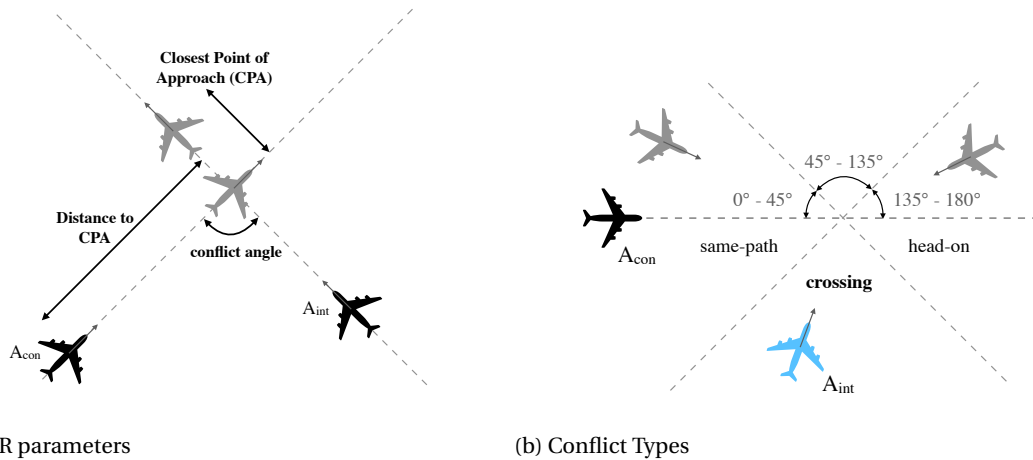 Closest Point of
Approach (CPA)
Distance to
CPA
conflict angle
A_int
A_con
R parameters
45° - 135°
0° - 45°
135° - 180°
A_con
same-path
head-on
crossing
A_int
(b) Conflict Types